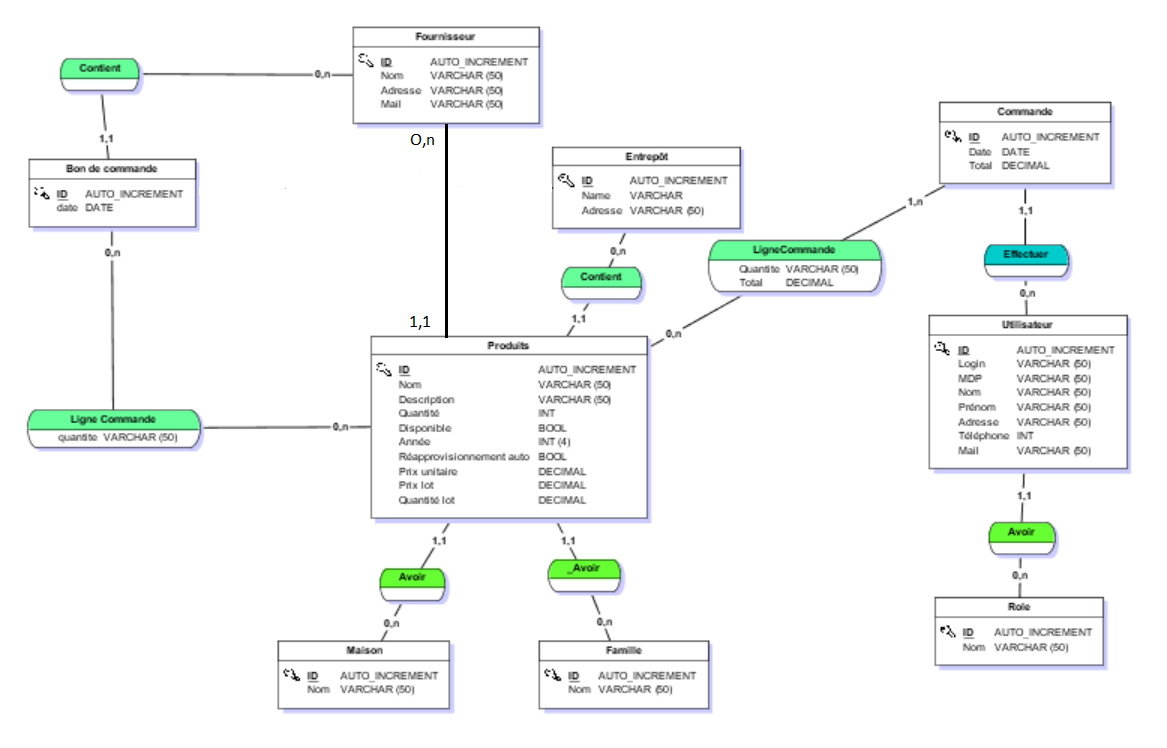 Fournisseur
ID AUTO_INCREMENT
Nom VARCHAR (50)
Adresse VARCHAR (50)
Mail VARCHAR (50)
Contient
0,n
1,1
O,n
Bon de commande
ID AUTO_INCREMENT
date DATE
0,n
Entrepôt
ID AUTO_INCREMENT
Name VARCHAR
Adresse VARCHAR (50)
0,n
Contient
1,1
Commande
ID AUTO_INCREMENT
Date DATE
Total DECIMAL
1,n
1,1
LigneCommande
Quantite VARCHAR (50)
Total DECIMAL
0,n
Effectuer
0,n
1,1
Produits
ID AUTO_INCREMENT
Nom VARCHAR (50)
Description VARCHAR (50)
Quantité INT
Disponible BOOL
Année INT (4)
Réapprovisionnement auto BOOL
Prix unitaire DECIMAL
Prix lot DECIMAL
Quantité lot DECIMAL
Utilisateur
ID AUTO_INCREMENT
Login VARCHAR (50)
MDP VARCHAR (50)
Nom VARCHAR (50)
Prénom VARCHAR (50)
Adresse VARCHAR (50)
Téléphone INT
Mail VARCHAR (50)
Ligne Commande
quantite VARCHAR (50)
0,n
1,1
1,1
1,1
Avoir
_Avoir
Avoir
0,n
0,n
0,n
Maison
ID AUTO_INCREMENT
Nom VARCHAR (50)
Famille
ID AUTO_INCREMENT
Nom VARCHAR (50)
Role
ID AUTO_INCREMENT
Nom VARCHAR (50)